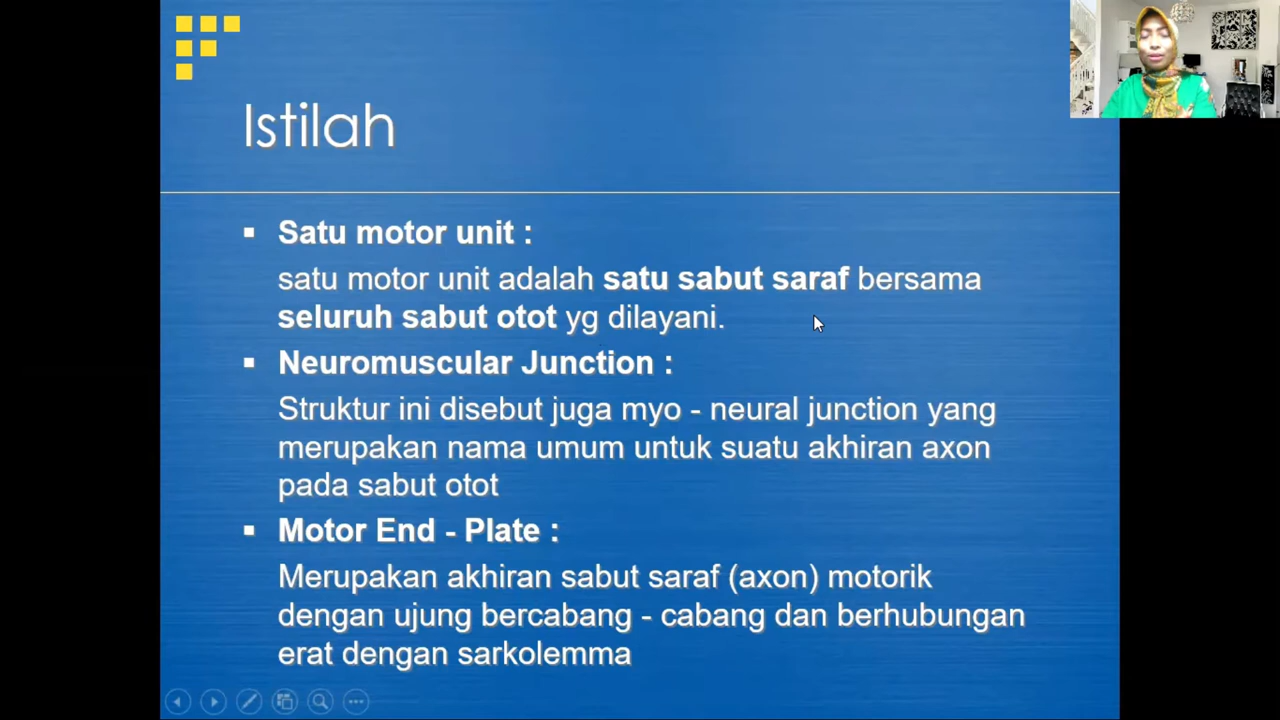 Istilah
▪ Satu motor unit :
satu motor unit adalah satu sabut saraf bersama
seluruh sabut otot yg dilayani.
▪ Neuromuscular Junction :
Struktur ini disebut juga myo - neural junction yang
merupakan nama umum untuk suatu akhiran axon
pada sabut otot
▪ Motor End - Plate :
Merupakan akhiran sabut saraf (axon) motorik
dengan ujung bercabang - cabang dan berhubungan
erat dengan sarkolemma